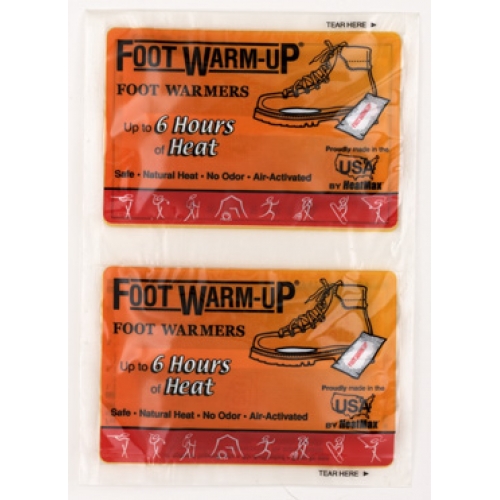 TEAR HERE ►
FOOT WARM-UP®
FOOT WARMERS
Up to 6 Hours
of Heat
Proudly made in the
USA
BY HeatMax
Safe • Natural Heat • No Odor • Air-Activated
FOOT WARM-UP®
FOOT WARMERS
Up to 6 Hours
of Heat
Proudly made in the
USA
BY HeatMax
Safe • Natural Heat • No Odor • Air-Activated
TEAR HERE ►